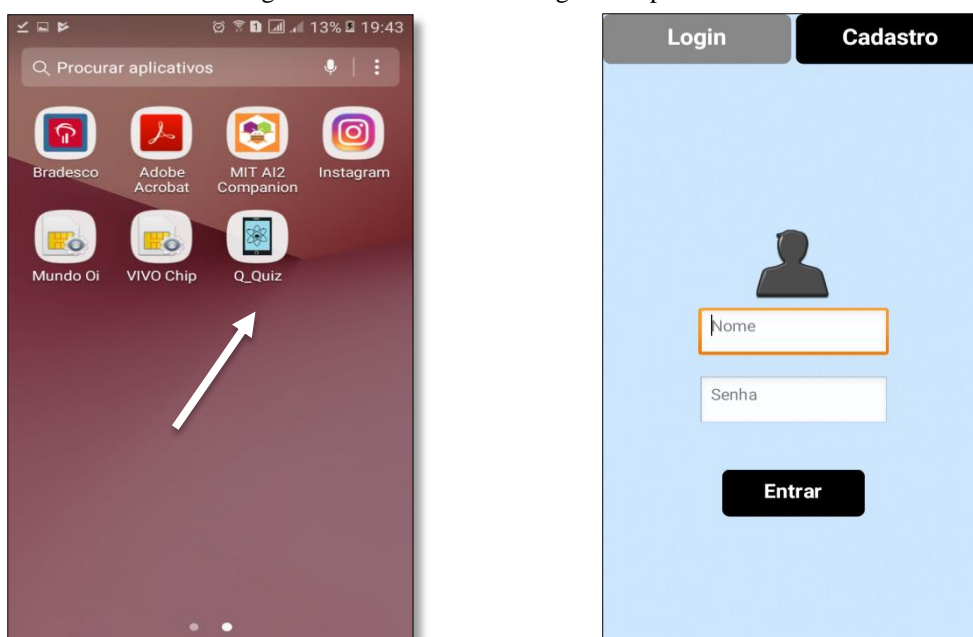 13% 19:43
Procurar aplicativos
Bradesco
Adobe
Acrobat
MIT AI2
Companion
Instagram
Mundo Oi
VIVO Chip
Q_Quiz
Login
Cadastro
Nome
Senha
Entrar